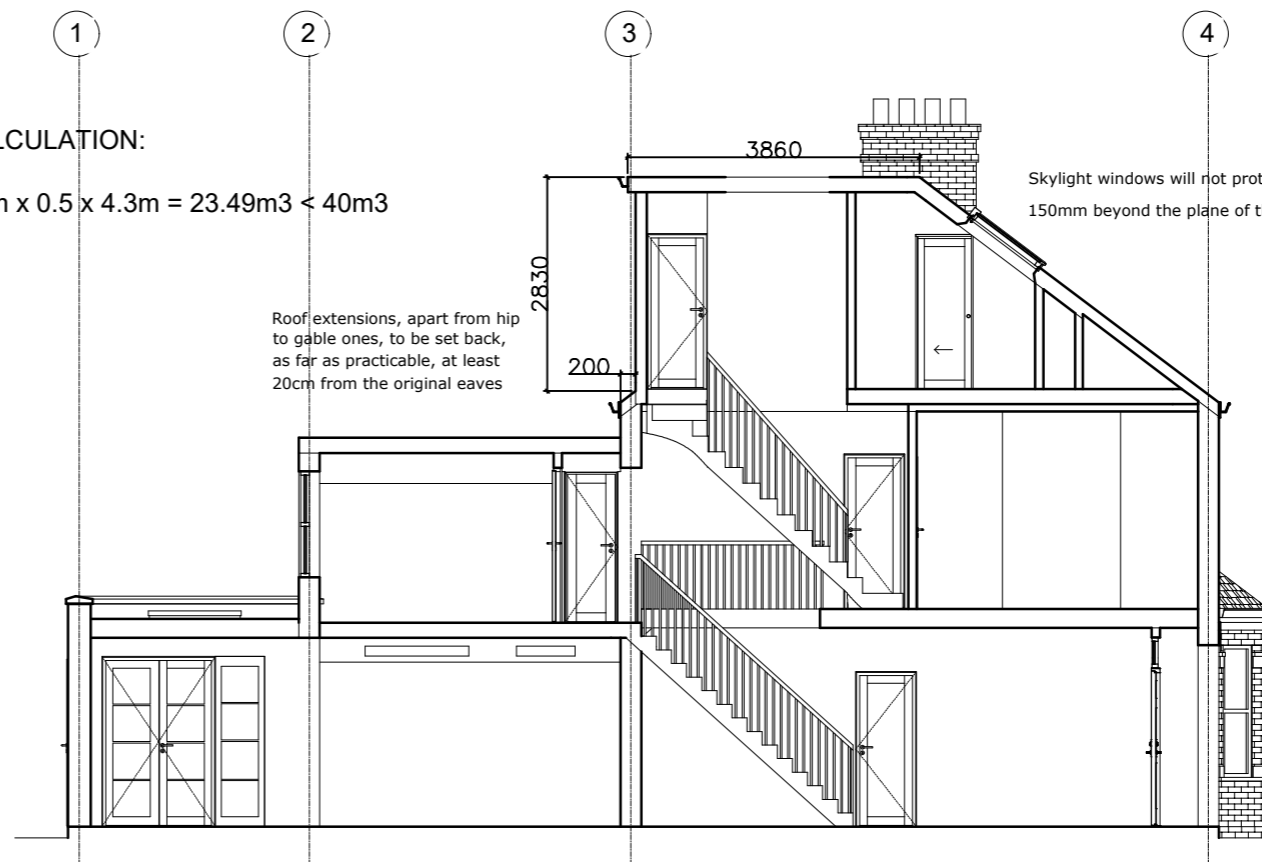 1
2
3
4
LCULATION:
3860
m x 0.5 x 4.3m = 23.49m3 < 40m3
Skylight windows will not prot
150mm beyond the plane of t
2830
Roof extensions, apart from hip
to gable ones, to be set back,
as far as practicable, at least
20cm from the original eaves
200